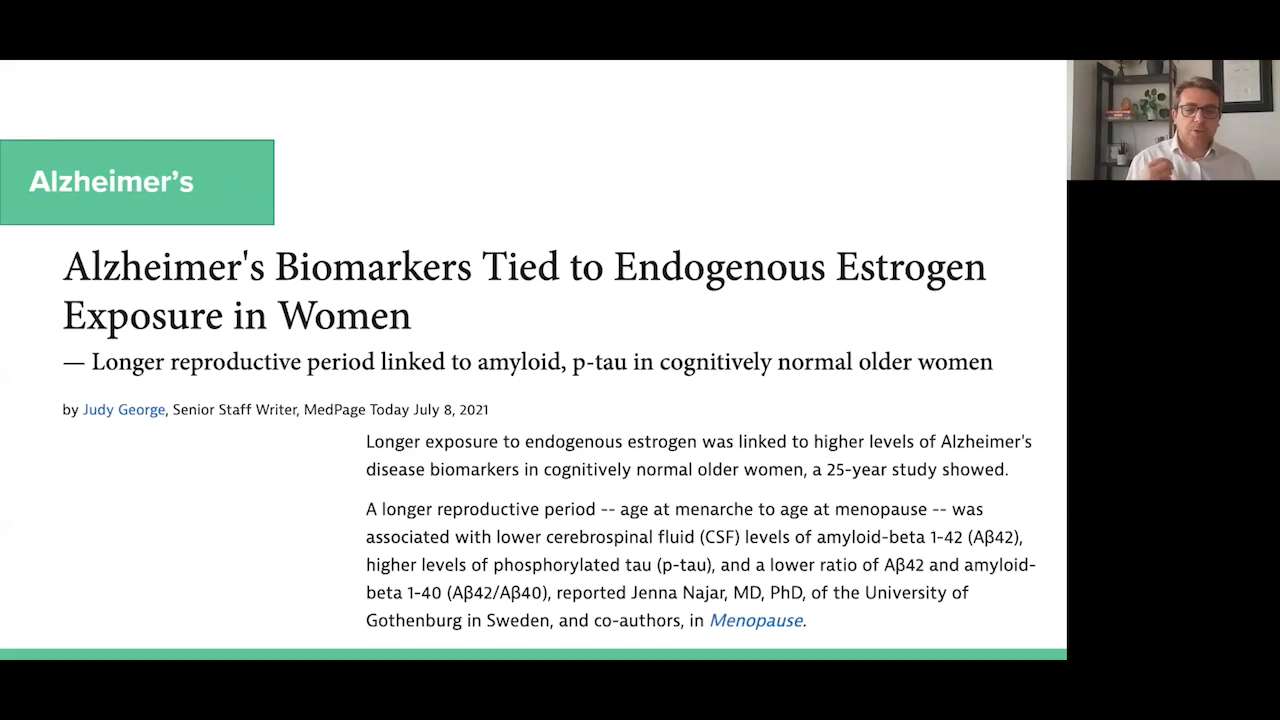 Alzheimer's
Alzheimer's Biomarkers Tied to Endogenous Estrogen
Exposure in Women
— Longer reproductive period linked to amyloid, p-tau in cognitively normal older women
by Judy George, Senior Staff Writer, MedPage Today July 8, 2021
Longer exposure to endogenous estrogen was linked to higher levels of Alzheimer's
disease biomarkers in cognitively normal older women, a 25-year study showed.
A longer reproductive period -- age at menarche to age at menopause -- was
associated with lower cerebrospinal fluid (CSF) levels of amyloid-beta 1-42 (Aβ42),
higher levels of phosphorylated tau (p-tau), and a lower ratio of Aβ42 and amyloid-
beta 1-40 (Aβ42/Aβ40), reported Jenna Najar, MD, PhD, of the University of
Gothenburg in Sweden, and co-authors, in Menopause.